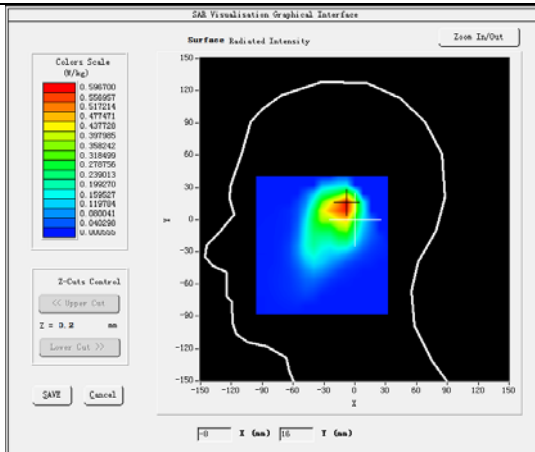 SAR Visualisation Graphical Interface
Surface Radiated Intensity
Zoom In/Out
Colors Scale
(W/kg)
0.596700
0.556957
0.517214
0.477471
0.437728
0.397985
0.358242
0.318499
0.278756
0.239013
0.199270
0.159527
0.119784
0.080041
0.040298
0.000555
Z-Cuts Control
<< Upper Cut
Z = 0.2 mm
Lower Cut >>
SAVE Cancel
150
120
90
60
30
Y 0
-30
-60
-90
-120
-150
-150 -120 -90 -60 -30 0 30 60 90 120 150
X
-8 X (mm) 16 Y (mm)